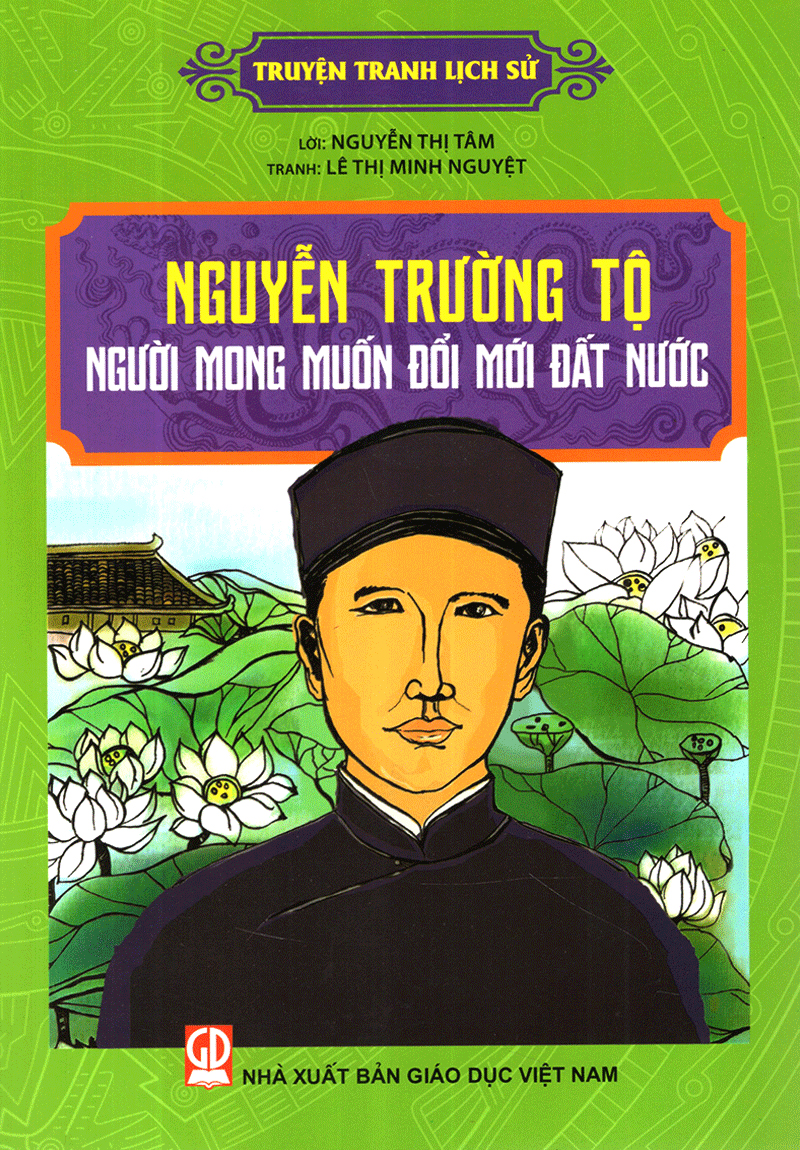 TRUYỆN TRANH LỊCH SỬ
LỜI: NGUYỄN THỊ TÂM
TRANH: LÊ THỊ MINH NGUYỆT
NGUYỄN TRƯỜNG TỘ
NGƯỜI MONG MUỐN ĐỔI MỚI ĐẤT NƯỚC
GD
NHÀ XUẤT BẢN GIÁO DỤC VIỆT NAM